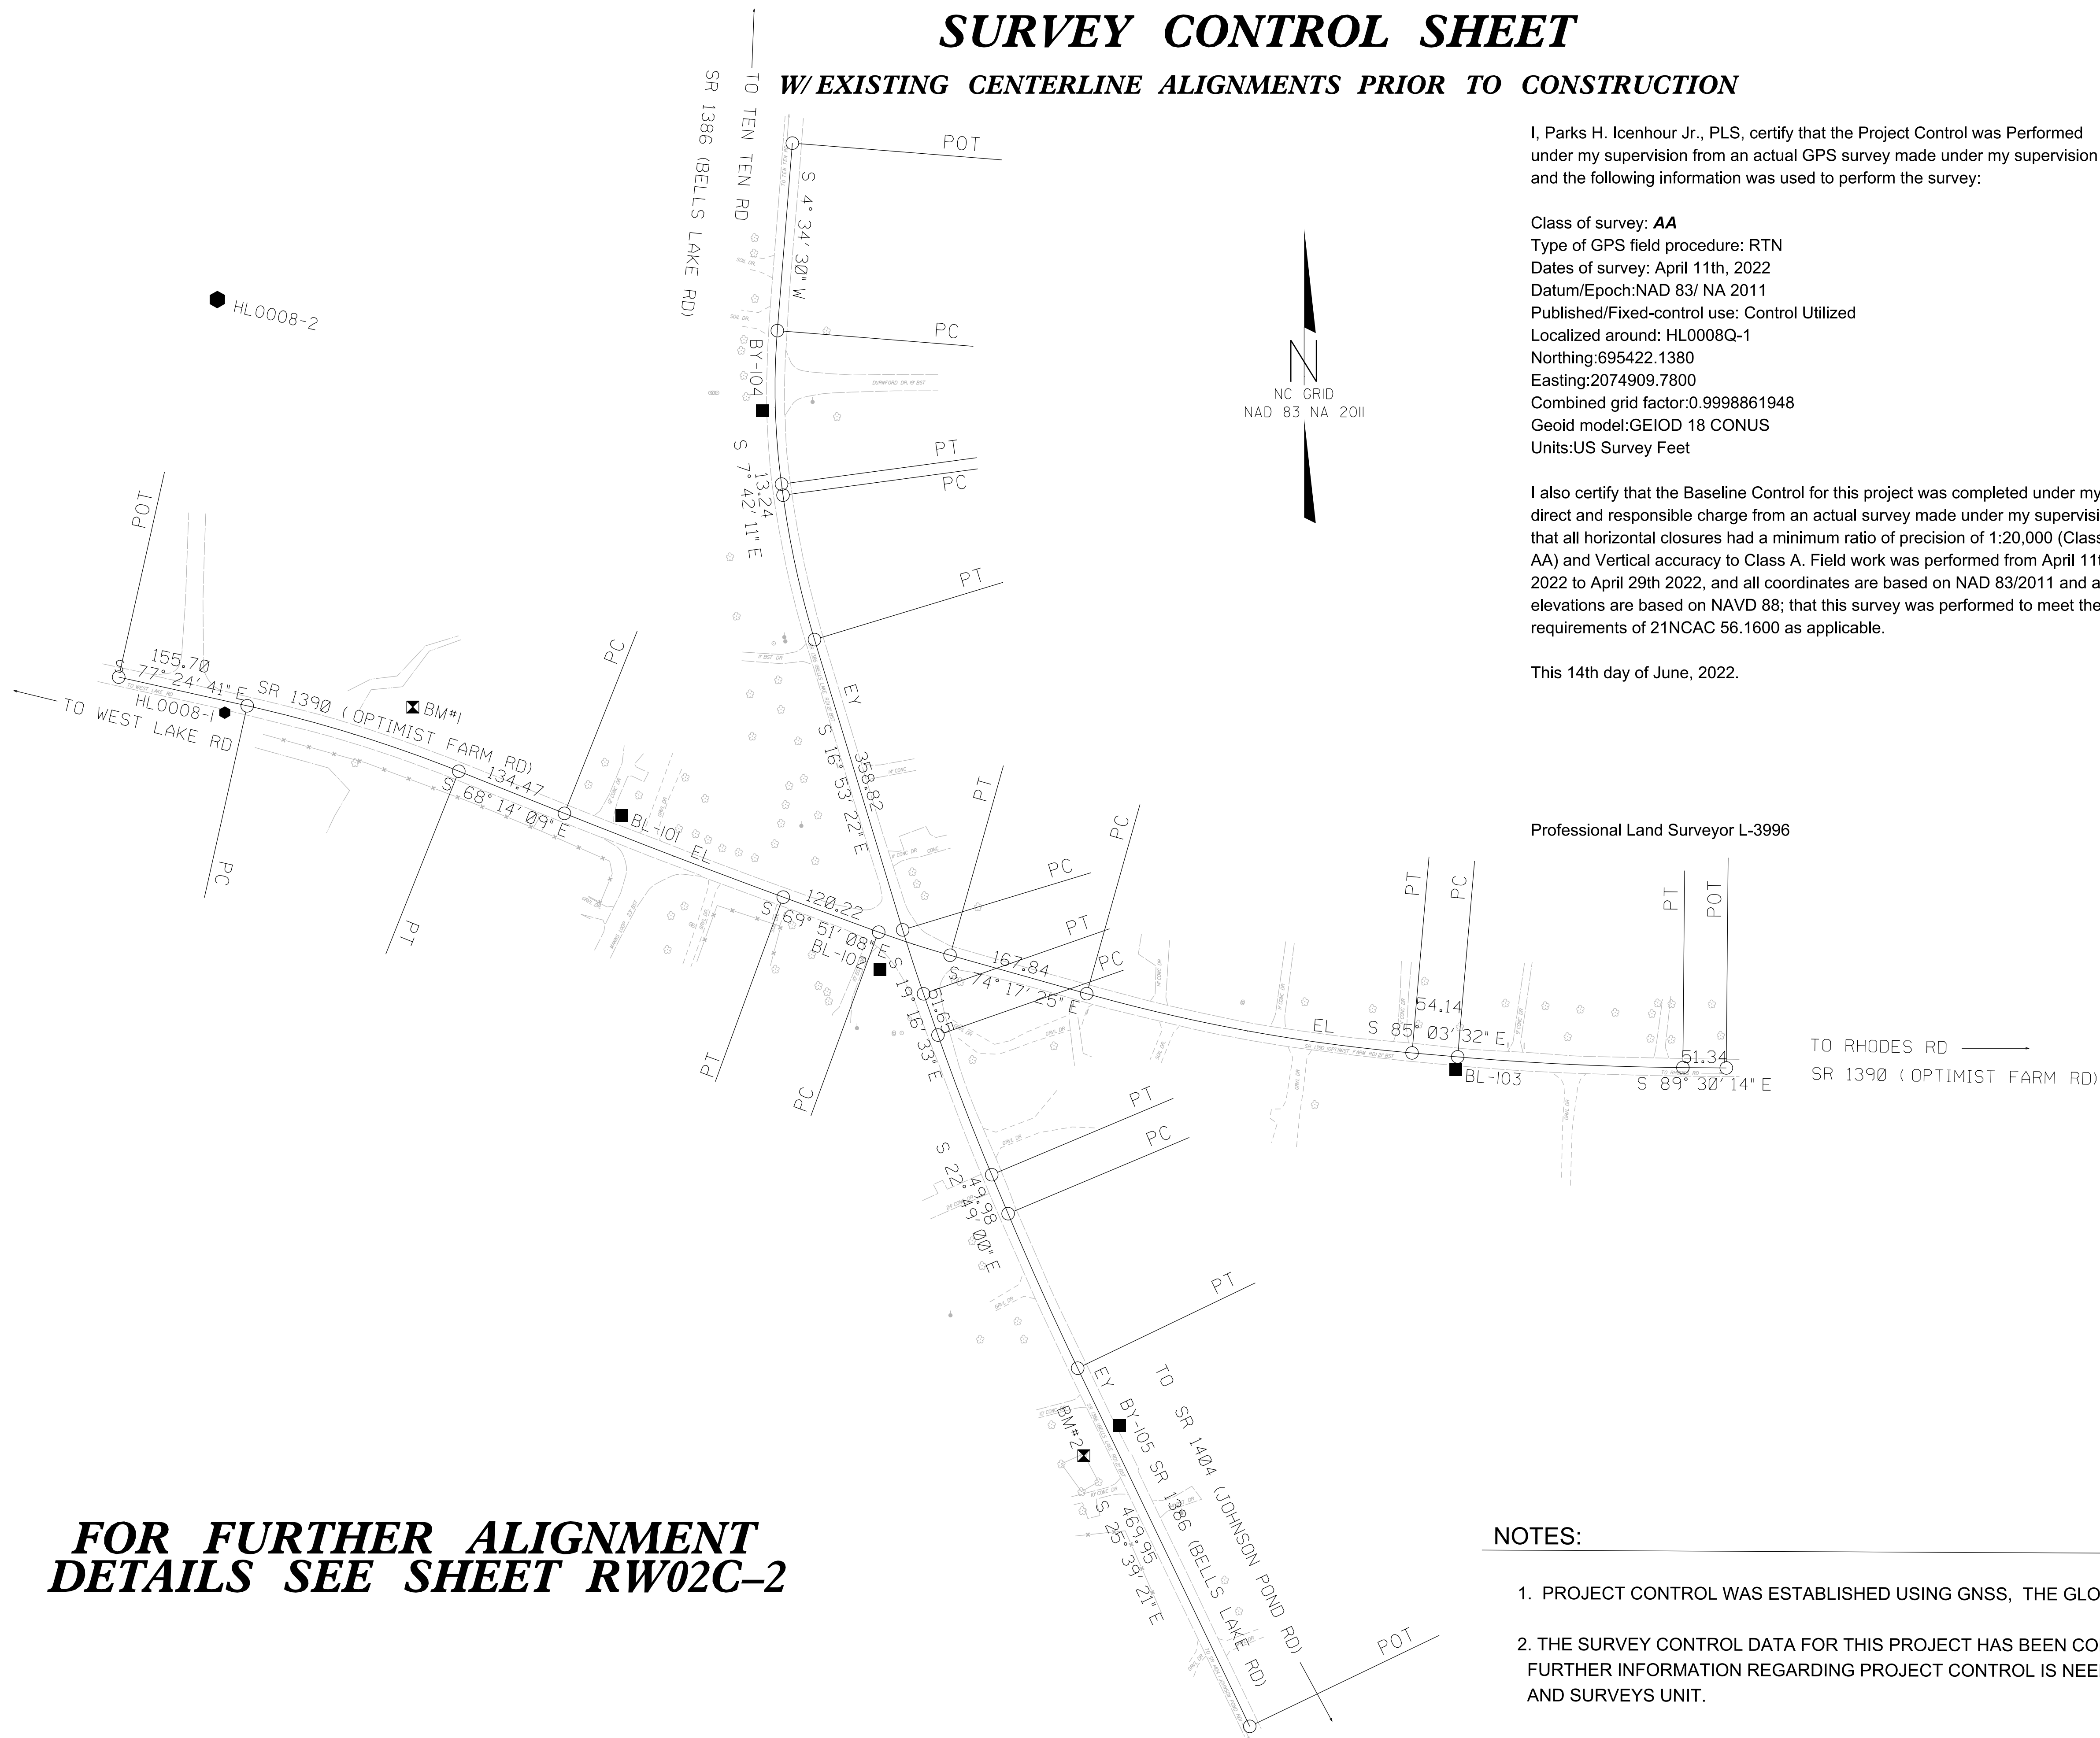 SURVEY CONTROL SHEET
W/ EXISTING CENTERLINE ALIGNMENTS PRIOR TO CONSTRUCTION
I, Parks H. Icenhour Jr., PLS, certify that the Project Control was Performed
under my supervision from an actual GPS survey made under my supervision
and the following information was used to perform the survey:
Class of survey: AA
Type of GPS field procedure: RTN
Dates of survey: April 11th, 2022
Datum/Epoch:NAD 83/ NA 2011
Published/Fixed-control use: Control Utilized
Localized around: HL0008Q-1
Northing:695422.1380
Easting:2074909.7800
Combined grid factor:0.9998861948
Geoid model:GEIOD 18 CONUS
Units:US Survey Feet
I also certify that the Baseline Control for this project was completed under my
direct and responsible charge from an actual survey made under my supervisi
that all horizontal closures had a minimum ratio of precision of 1:20,000 (Class
AA) and Vertical accuracy to Class A. Field work was performed from April 11t
2022 to April 29th 2022, and all coordinates are based on NAD 83/2011 and a
elevations are based on NAVD 88; that this survey was performed to meet the
requirements of 21NCAC 56.1600 as applicable.
This 14th day of June, 2022.
Professional Land Surveyor L-3996
N
NC GRID
NAD 83 NA 2011
TO TEN TEN RD
SR 1386 (BELLS LAKE RD)
POT
S 4° 34' 30" W
PC
BY-104
DURNFORD DR 19' BST
PT
PC
13.24
S 7° 42' 11" E
PT
HL0008-2
POT
155.70
S 77° 24' 41" E
SR 1390 ( OPTIMIST FARM RD)
HL0008-1
TO WEST LAKE RD
BM#1
PC
PC
134.47
S 68° 14' 09" E
PT
BL-101
EL
EY
358.82
S 16° 53' 22" E
120.22
S 69° 51' 08" E
BL-102
PT
PC
PT
PC
PC
PT
PC
167.84
S 74° 17' 25" E
51.65
S 19° 16' 33" E
PT
PC
54.14
EL
S 85° 03' 32" E
BL-103
PT
POT
51.34
S 89° 30' 14" E
TO RHODES RD
SR 1390 ( OPTIMIST FARM RD)
PT
PC
49.98
S 22° 49' 00" E
PT
EY
BY-105
BM#2
SR 1386 (BELLS LAKE RD)
TO SR 1404 (JOHNSON POND RD)
469.95
S 25° 39' 21" E
POT
FOR FURTHER ALIGNMENT
DETAILS SEE SHEET RW02C–2
NOTES:
1. PROJECT CONTROL WAS ESTABLISHED USING GNSS, THE GLO
2. THE SURVEY CONTROL DATA FOR THIS PROJECT HAS BEEN CO
FURTHER INFORMATION REGARDING PROJECT CONTROL IS NEE
AND SURVEYS UNIT.